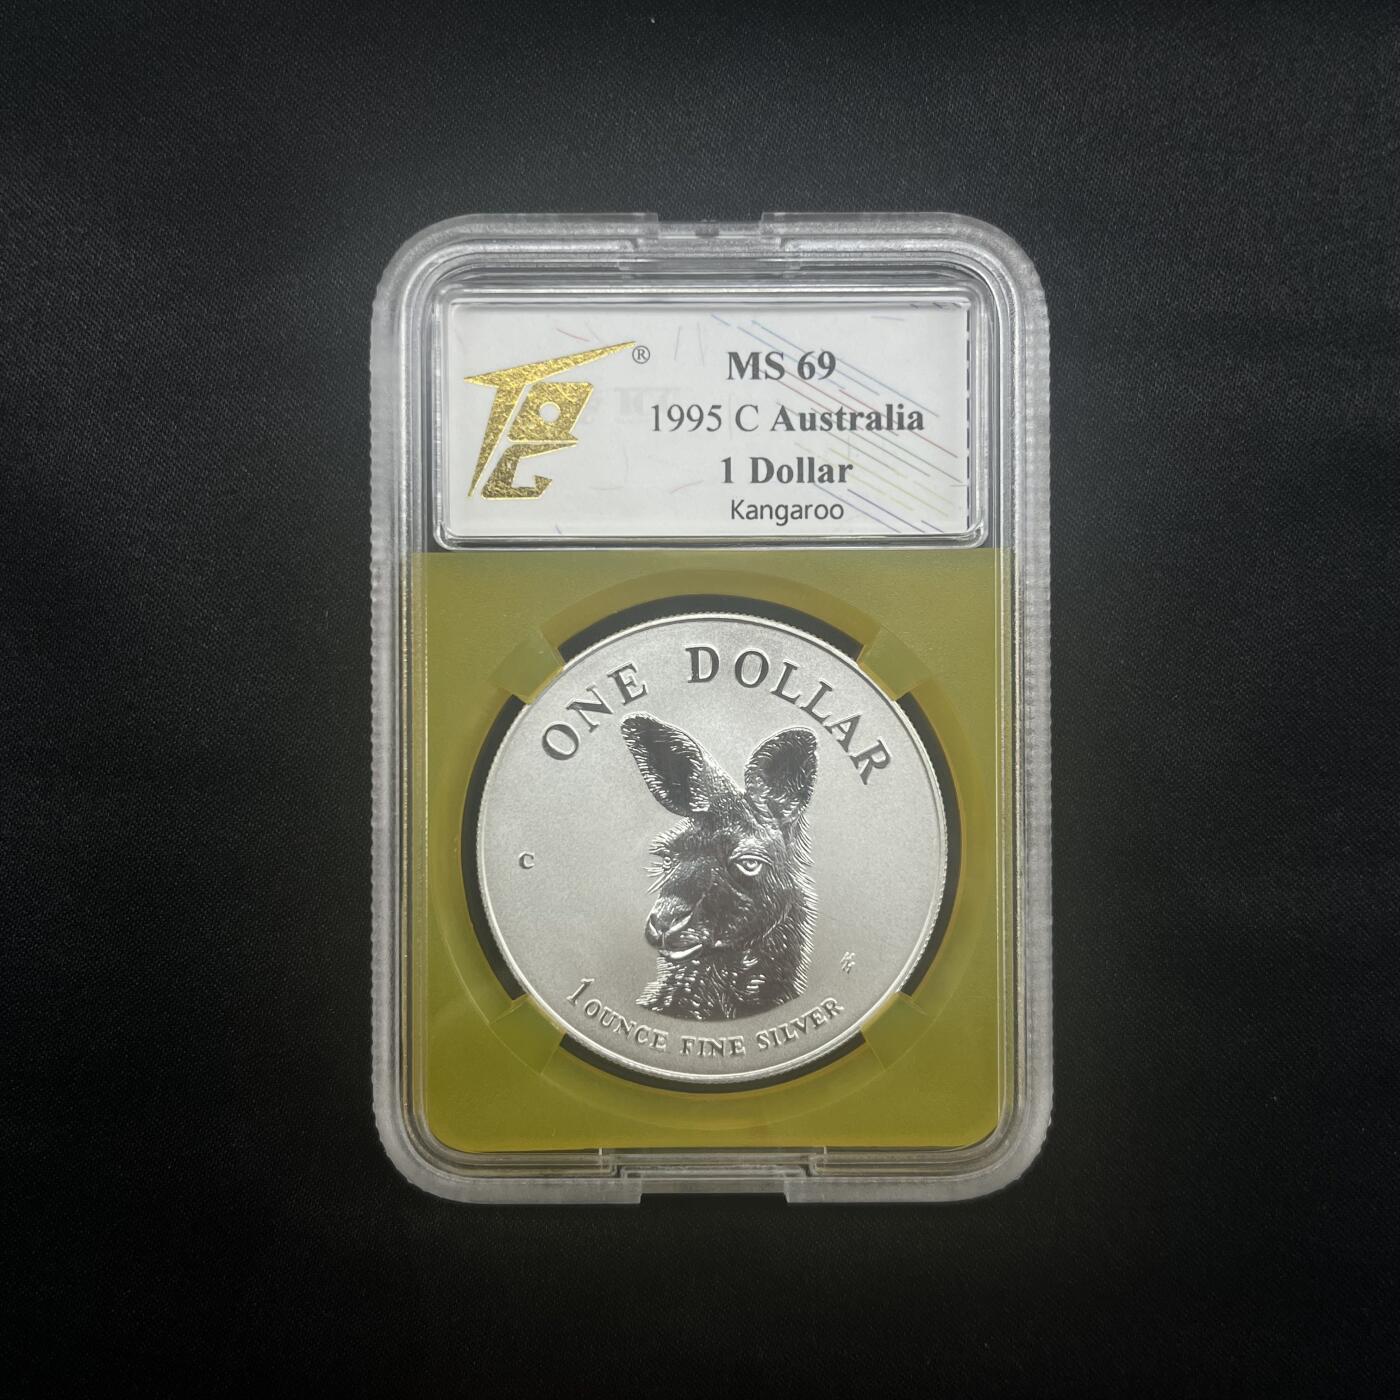 ®
MS 69
1995 C Australia
1 Dollar
Kangaroo
ONE DOLLAR
C
1 OUNCE FINE SILVER